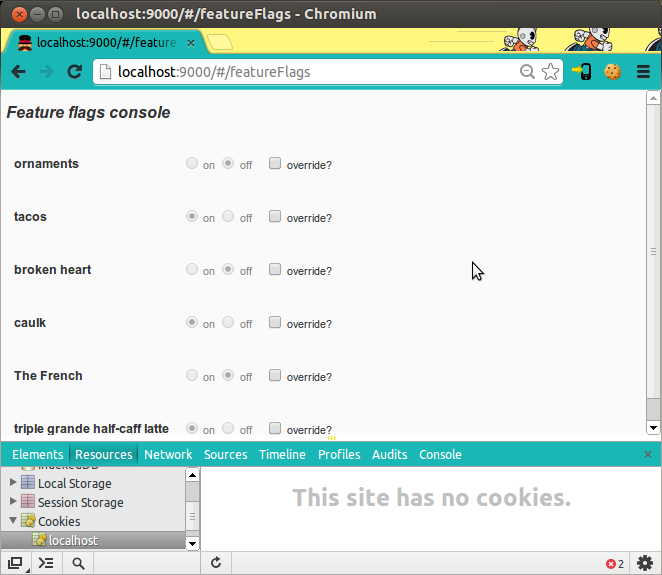 localhost:9000/#/featureFlags - Chromium
localhost:9000/#/feature
localhost:9000/#/featureFlags
Feature flags console
ornaments on off override?
tacos on off override?
broken heart on off override?
caulk on off override?
The French on off override?
triple grande half-caff latte on off override?
Elements Resources Network Sources Timeline Profiles Audits Console
IndexedDB
Local Storage
Session Storage
Cookies
localhost
This site has no cookies.
2